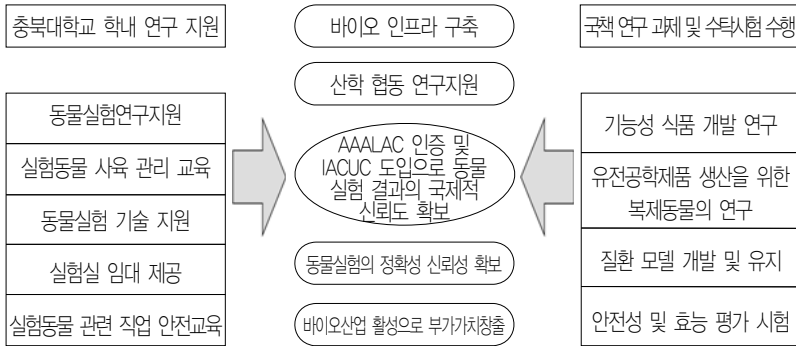 충북대학교 학내 연구 지원
동물실험연구지원
실험동물 사육 관리 교육
동물실험 기술 지원
실험실 임대 제공
실험동물 관련 직업 안전교육
바이오 인프라 구축
산학 협동 연구지원
AAALAC 인증 및
IACUC 도입으로 동물
실험 결과의 국제적
신뢰도 확보
동물실험의 정확성 신뢰성 확보
바이오산업 활성으로 부가가치창출
국책 연구 과제 및 수탁시험 수행
기능성 식품 개발 연구
유전공학제품 생산을 위한
복제동물의 연구
질환 모델 개발 및 유지
안전성 및 효능 평가 시험